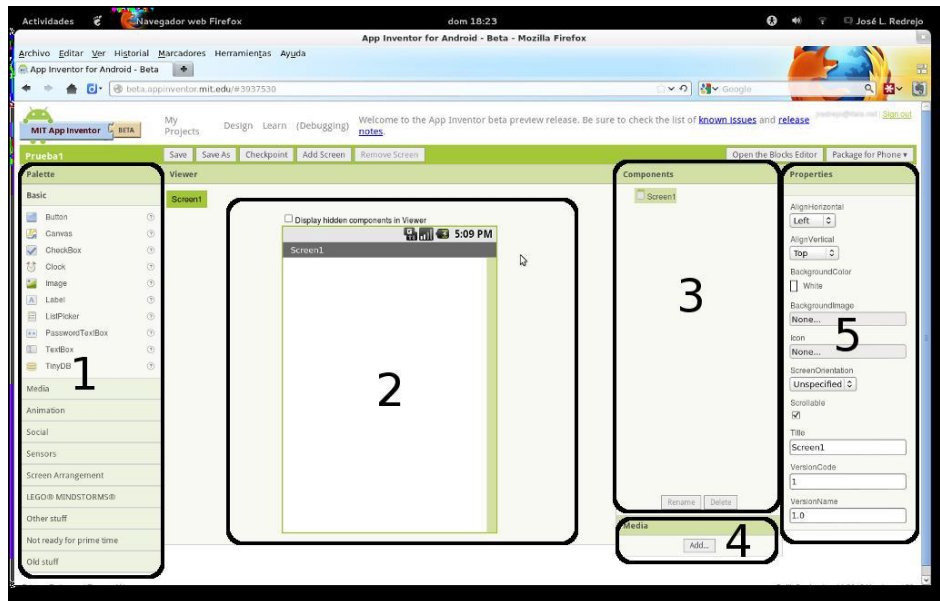 Actividades Navegador web Firefox dom 18:23 José L. Redrejo
App Inventor for Android - Beta - Mozilla Firefox
Archivo Editar Ver Historial Marcadores Herramientas Ayuda
App Inventor for Android - Beta
beta.appinventor.mit.edu/#3937530 Google
MIT App Inventor BETA
My Projects Design Learn (Debugging)
Welcome to the App Inventor beta preview release. Be sure to check the list of known issues and release
notes.
Sign out
Prueba1 Save Save As Checkpoint Add Screen Remove Screen Open the Blocks Editor Package for Phone
Palette
Basic
Button
Canvas
CheckBox
Clock
Image
Label
ListPicker
PasswordTextBox
TextBox
TinyDB
1
Media
Animation
Social
Sensors
Screen Arrangement
LEGO® MINDSTORMS®
Other stuff
Not ready for prime time
Old stuff
Viewer
Screen1
Display hidden components in Viewer
5:09 PM
Screen1
2
Components
Screen1
3
Rename Delete
Media
Add...
4
Properties
AlignHorizontal
Left
AlignVertical
Top
BackgroundColor
White
BackgroundImage
None...
5
Icon
None...
ScreenOrientation
Unspecified
Scrollable
Title
Screen1
VersionCode
1
VersionName
1.0